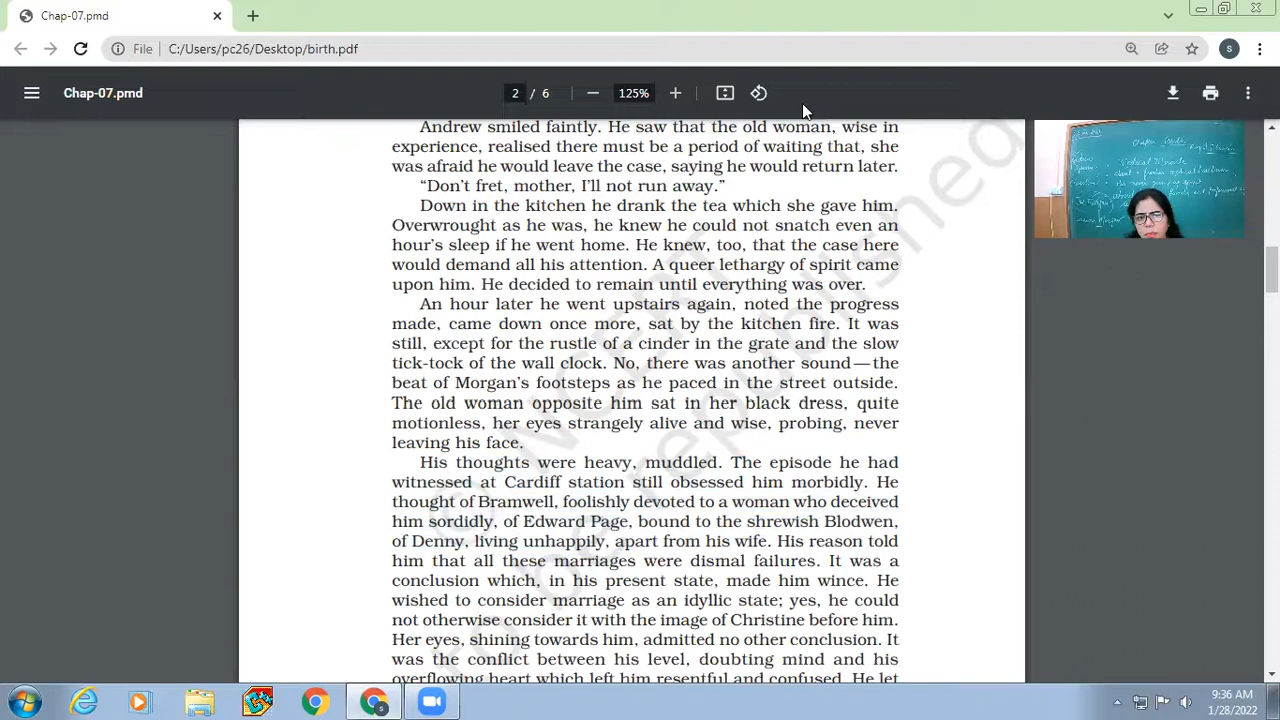 Chap-07.pmd
File
C:/Users/pc26/Desktop/birth.pdf
s
Chap-07.pmd
2 / 6
125%
Andrew smiled faintly. He saw that the old woman, wise in
experience, realised there must be a period of waiting that, she
was afraid he would leave the case, saying he would return later.
“Don’t fret, mother, I’ll not run away.”
Down in the kitchen he drank the tea which she gave him.
Overwrought as he was, he knew he could not snatch even an
hour’s sleep if he went home. He knew, too, that the case here
would demand all his attention. A queer lethargy of spirit came
upon him. He decided to remain until everything was over.
An hour later he went upstairs again, noted the progress
made, came down once more, sat by the kitchen fire. It was
still, except for the rustle of a cinder in the grate and the slow
tick-tock of the wall clock. No, there was another sound—the
beat of Morgan’s footsteps as he paced in the street outside.
The old woman opposite him sat in her black dress, quite
motionless, her eyes strangely alive and wise, probing, never
leaving his face.
His thoughts were heavy, muddled. The episode he had
witnessed at Cardiff station still obsessed him morbidly. He
thought of Bramwell, foolishly devoted to a woman who deceived
him sordidly, of Edward Page, bound to the shrewish Blodwen,
of Denny, living unhappily, apart from his wife. His reason told
him that all these marriages were dismal failures. It was a
conclusion which, in his present state, made him wince. He
wished to consider marriage as an idyllic state; yes, he could
not otherwise consider it with the image of Christine before him.
Her eyes, shining towards him, admitted no other conclusion. It
was the conflict between his level, doubting mind and his
overflowing heart which left him resentful and confused. He let
© NCERT
to be republished
Medical Miracle
s
9:36 AM
1/28/2022